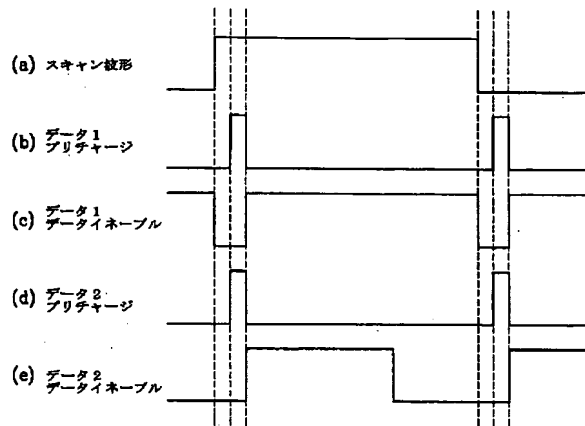 (a) スキャン波形
(b) データ1
プリチャージ
(c) データ1
データイネーブル
(d) データ2
プリチャージ
(e) データ2
データイネーブル